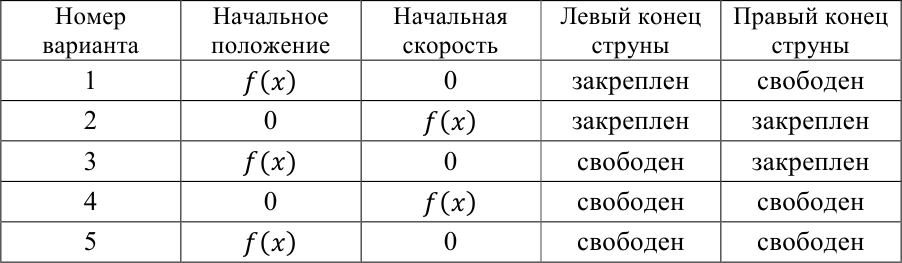 Номер варианта Начальное положение Начальная скорость Левый конец струны Правый конец струны
1 f(x) 0 закреплен свободен
2 0 f(x) закреплен закреплен
3 f(x) 0 свободен закреплен
4 0 f(x) свободен свободен
5 f(x) 0 свободен свободен